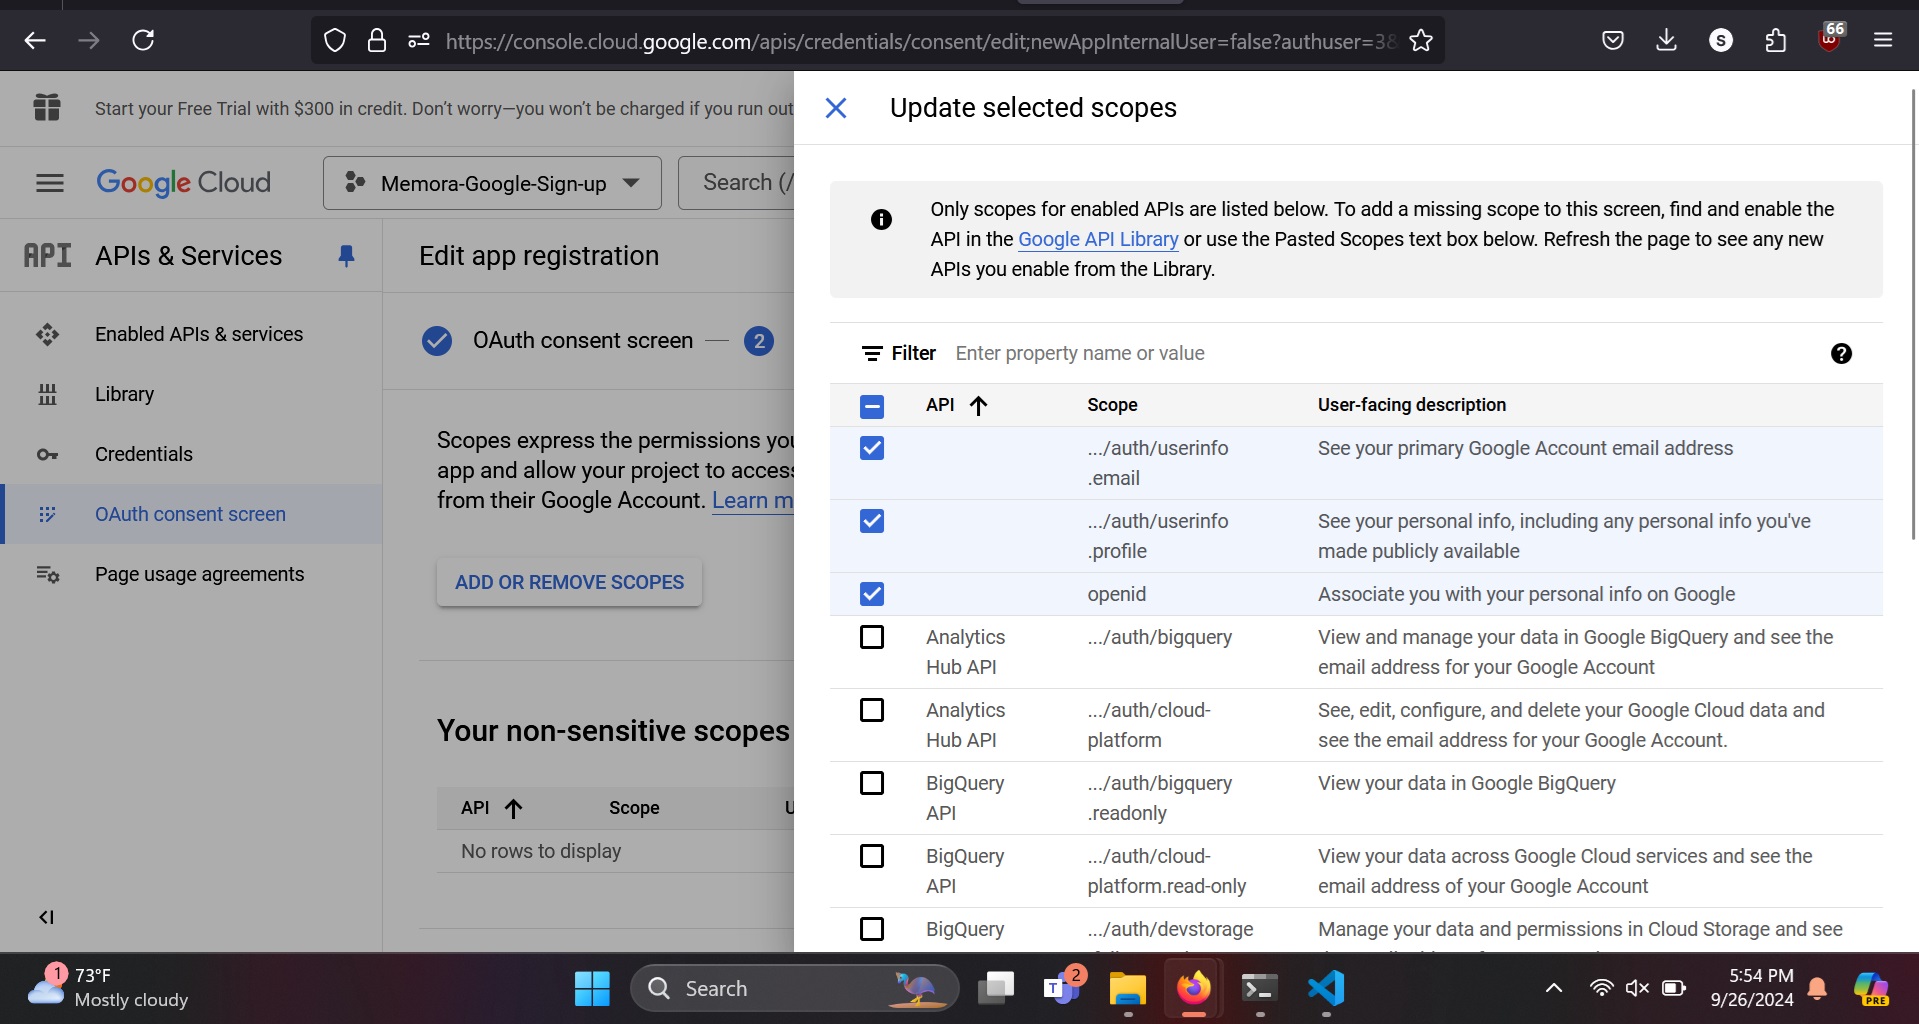 https://console.cloud.google.com/apis/credentials/consent/edit;newAppInternalUser=false?authuser=3&
S
66
Start your Free Trial with $300 in credit. Don’t worry—you won’t be charged if you run out
Google Cloud
Memora-Google-Sign-up
Search (/
API
APIs & Services
Enabled APIs & services
Library
Credentials
OAuth consent screen
Page usage agreements
Edit app registration
OAuth consent screen
2
Scopes express the permissions you
app and allow your project to access
from their Google Account. Learn m
ADD OR REMOVE SCOPES
Your non-sensitive scopes
API Scope U
No rows to display
Update selected scopes
Only scopes for enabled APIs are listed below. To add a missing scope to this screen, find and enable the
API in the Google API Library or use the Pasted Scopes text box below. Refresh the page to see any new
APIs you enable from the Library.
Filter Enter property name or value
?
API Scope User-facing description
.../auth/userinfo See your primary Google Account email address
.email
.../auth/userinfo See your personal info, including any personal info you've
.profile made publicly available
openid Associate you with your personal info on Google
Analytics .../auth/bigquery View and manage your data in Google BigQuery and see the
Hub API email address for your Google Account
Analytics .../auth/cloud- See, edit, configure, and delete your Google Cloud data and
Hub API platform see the email address for your Google Account.
BigQuery .../auth/bigquery View your data in Google BigQuery
API .readonly
BigQuery .../auth/cloud- View your data across Google Cloud services and see the
API platform.read-only email address of your Google Account
BigQuery .../auth/devstorage Manage your data and permissions in Cloud Storage and see
1
73°F
Mostly cloudy
Search
T
2
5:54 PM
9/26/2024
PRE